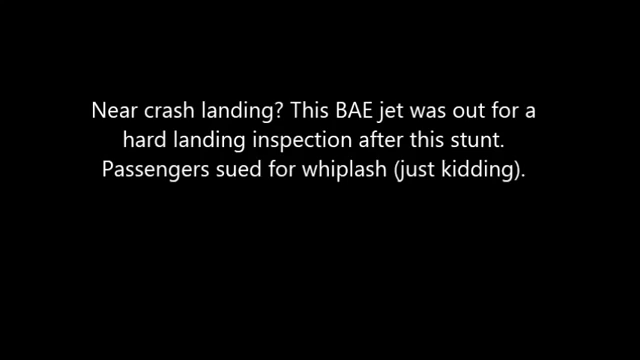 Near crash landing? This BAE jet was out for a
hard landing inspection after this stunt.
Passengers sued for whiplash (just kidding).